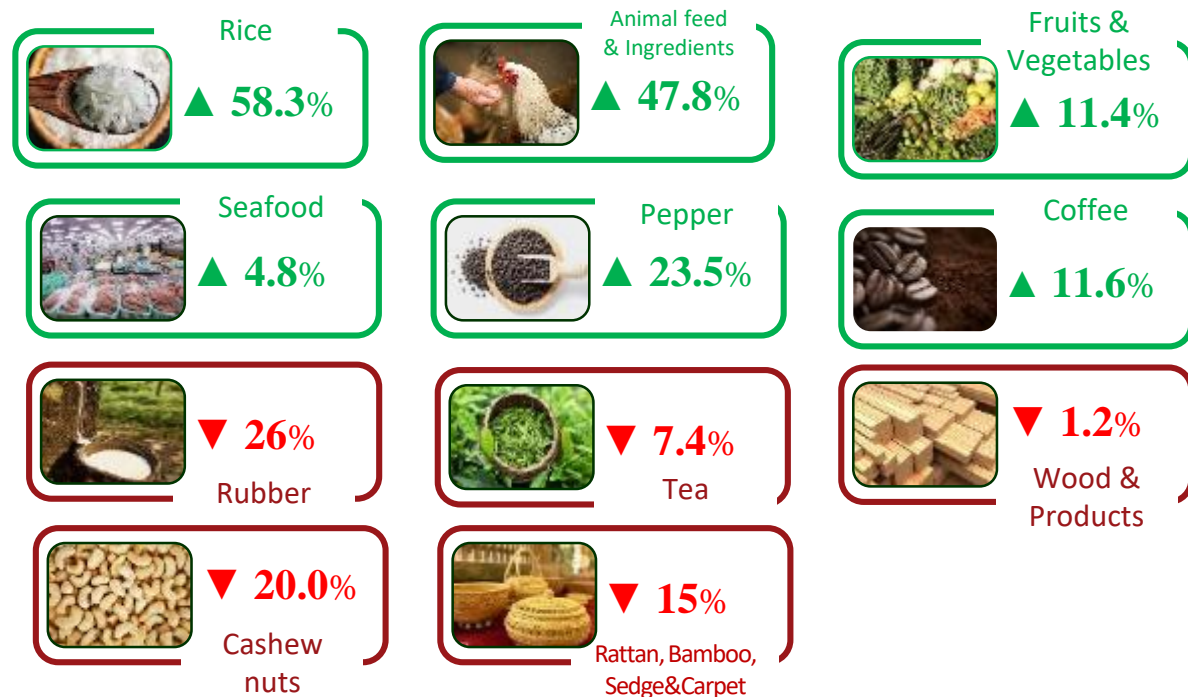 Rice
▲ 58.3%
Animal feed
& Ingredients
▲ 47.8%
Fruits &
Vegetables
▲ 11.4%
Seafood
▲ 4.8%
Pepper
▲ 23.5%
Coffee
▲ 11.6%
▼ 26%
Rubber
▼ 7.4%
Tea
▼ 1.2%
Wood &
Products
▼ 20.0%
Cashew
nuts
▼ 15%
Rattan, Bamboo,
Sedge&Carpet